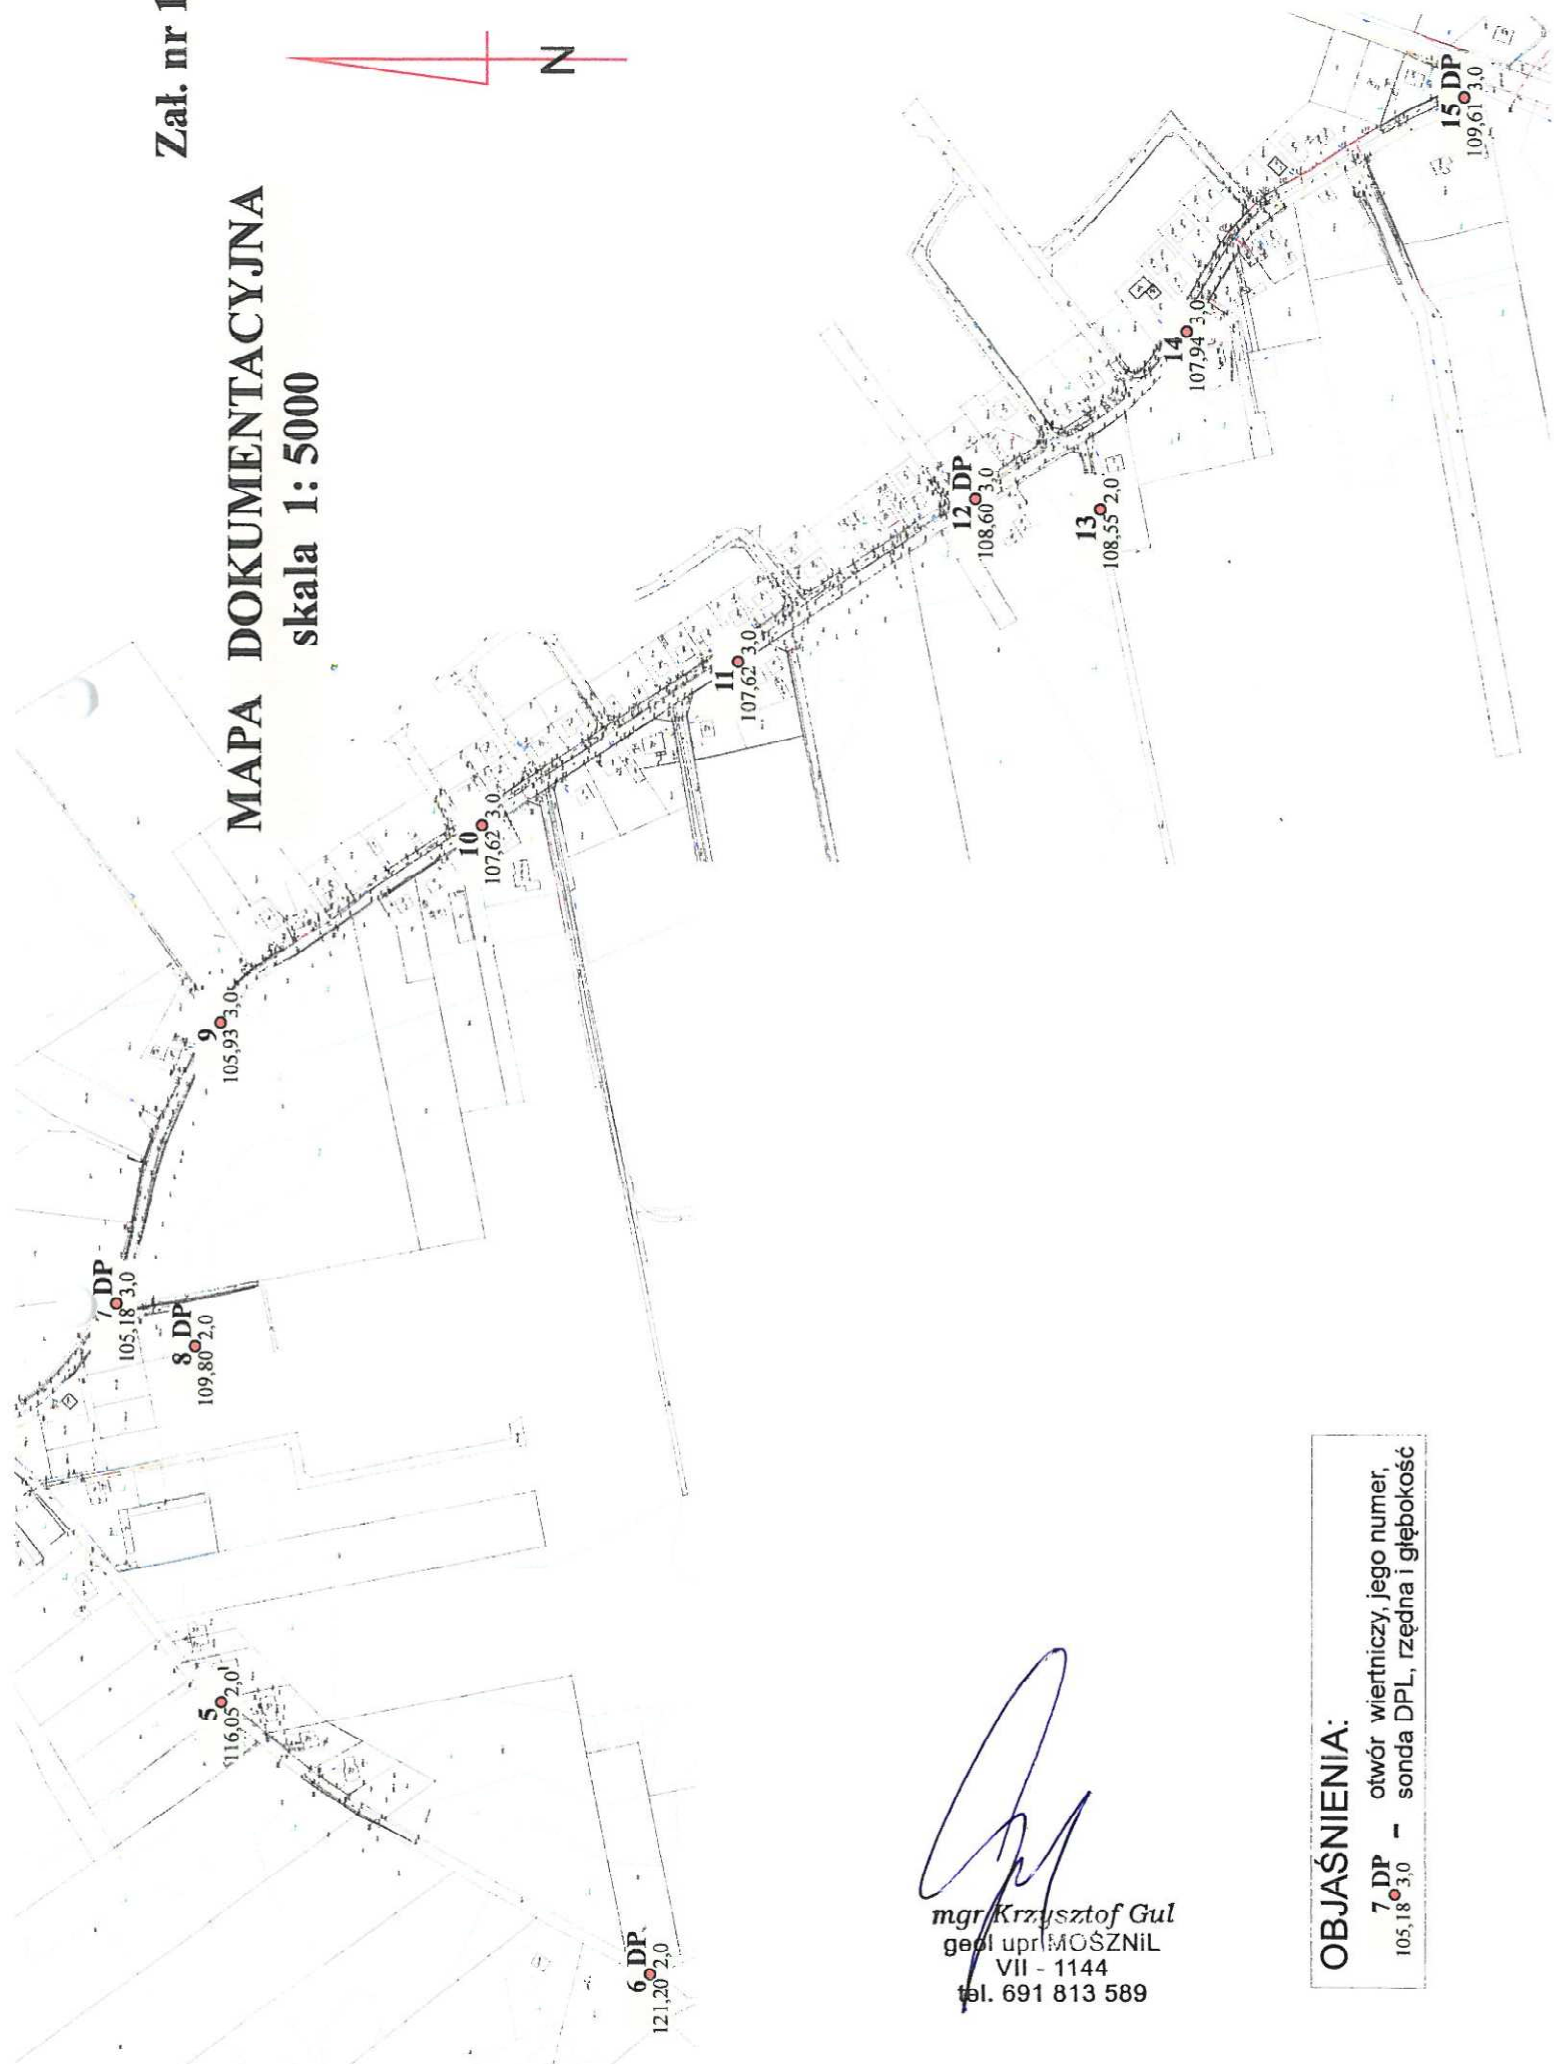 Zał. nr 1
MAPA DOKUMENTACYJNA
skala 1: 5000
N
5
116,05 2,0
6 DP
121,20 2,0
7 DP
105,18 3,0
8 DP
109,80 2,0
9
105,93 3,0
10
107,62 3,0
11
107,62 3,0
12 DP
108,60 3,0
13
108,55 2,0
14
107,94 3,0
15 DP
109,61 3,0
mgr Krzysztof Gul
geol upr MOŚZNiL
VII - 1144
tel. 691 813 589
OBJAŚNIENIA:
7 DP
105,18 3,0
– otwór wiertniczy, jego numer,
sonda DPL, rzędna i głębokość